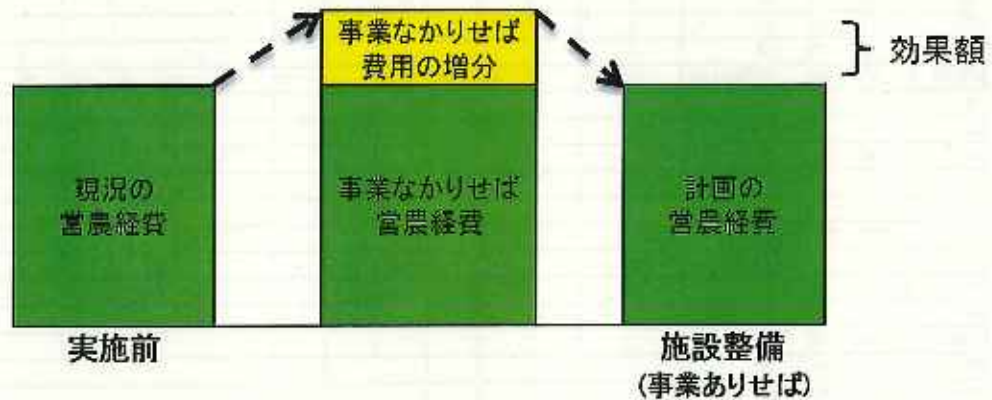 事業なかりせば
費用の増分
効果額
現況の
営農経費
事業なかりせば
営農経費
計画の
営農経費
実施前
施設整備
(事業ありせば)